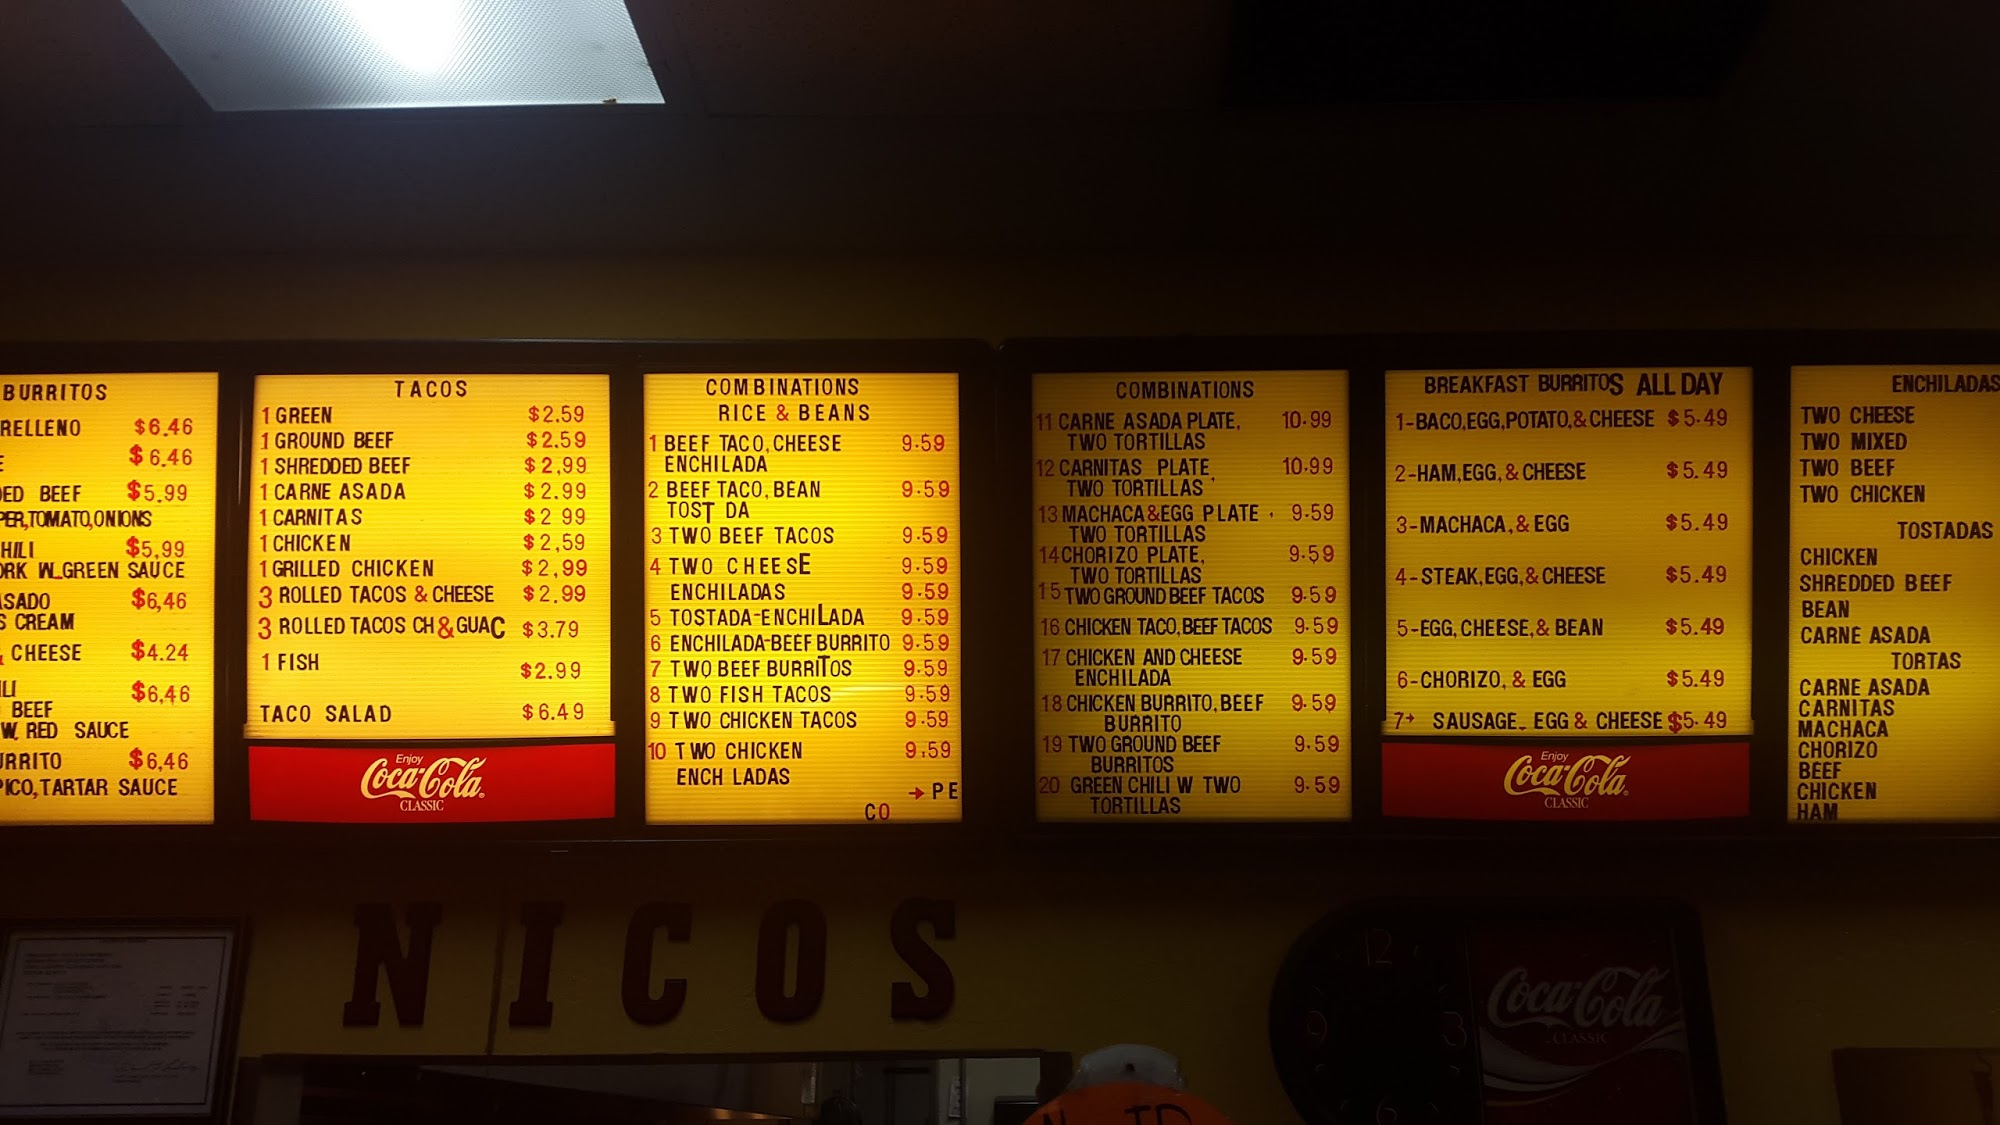 BURRITOS
RELLENO $6.46
$6.46
DED BEEF $5.99
PER,TOMATO,ONIONS
HILI $5,99
ORK W_GREEN SAUCE
ASADO $6,46
S CREAM
& CHEESE $4.24
ILI $6,46
BEEF
W, RED SAUCE
URRITO $6,46
PICO,TARTAR SAUCE
TACOS
1 GREEN $2.59
1 GROUND BEEF $2.59
1 SHREDDED BEEF $2,99
1 CARNE ASADA $2.99
1 CARNITAS $2 99
1 CHICKEN $2,59
1 GRILLED CHICKEN $2,99
3 ROLLED TACOS & CHEESE $2.99
3 ROLLED TACOS CH & GUAC $3.79
1 FISH $2.99
TACO SALAD $6.49
Enjoy
Coca-Cola
CLASSIC
COMBINATIONS
RICE & BEANS
1 BEEF TACO,CHEESE 9.59
ENCHILADA
2 BEEF TACO, BEAN 9.59
TOST DA
3 TWO BEEF TACOS 9.59
4 TWO CHEESE 9.59
ENCHILADAS 9.59
5 TOSTADA-ENCHILADA 9.59
6 ENCHILADA-BEEF BURRITO 9.59
7 TWO BEEF BURRITOS 9.59
8 TWO FISH TACOS 9.59
9 TWO CHICKEN TACOS 9.59
10 TWO CHICKEN 9.59
ENCH LADAS
→ PE
CO
COMBINATIONS
11 CARNE ASADA PLATE, 10.99
TWO TORTILLAS
12 CARNITAS PLATE, 10.99
TWO TORTILLAS
13 MACHACA & EGG PLATE 9.59
TWO TORTILLAS
14 CHORIZO PLATE, 9.59
TWO TORTILLAS
15 TWO GROUND BEEF TACOS 9.59
16 CHICKEN TACO,BEEF TACOS 9.59
17 CHICKEN AND CHEESE 9.59
ENCHILADA
18 CHICKEN BURRITO, BEEF 9.59
BURRITO
19 TWO GROUND BEEF 9.59
BURRITOS
20 GREEN CHILI W TWO 9.59
TORTILLAS
BREAKFAST BURRITOS ALL DAY
1-BACO,EGG,POTATO,& CHEESE $5.49
2-HAM,EGG,& CHEESE $5.49
3-MACHACA,& EGG $5.49
4-STEAK,EGG,& CHEESE $5.49
5-EGG,CHEESE,& BEAN $5.49
6-CHORIZO, & EGG $5.49
7→ SAUSAGE_ EGG & CHEESE $5.49
Enjoy
Coca-Cola
CLASSIC
ENCHILADAS
TWO CHEESE
TWO MIXED
TWO BEEF
TWO CHICKEN
TOSTADAS
CHICKEN
SHREDDED BEEF
BEAN
CARNE ASADA
TORTAS
CARNE ASADA
CARNITAS
MACHACA
CHORIZO
BEEF
CHICKEN
HAM
NICOS
12
9 3
6
Coca-Cola
CLASSIC